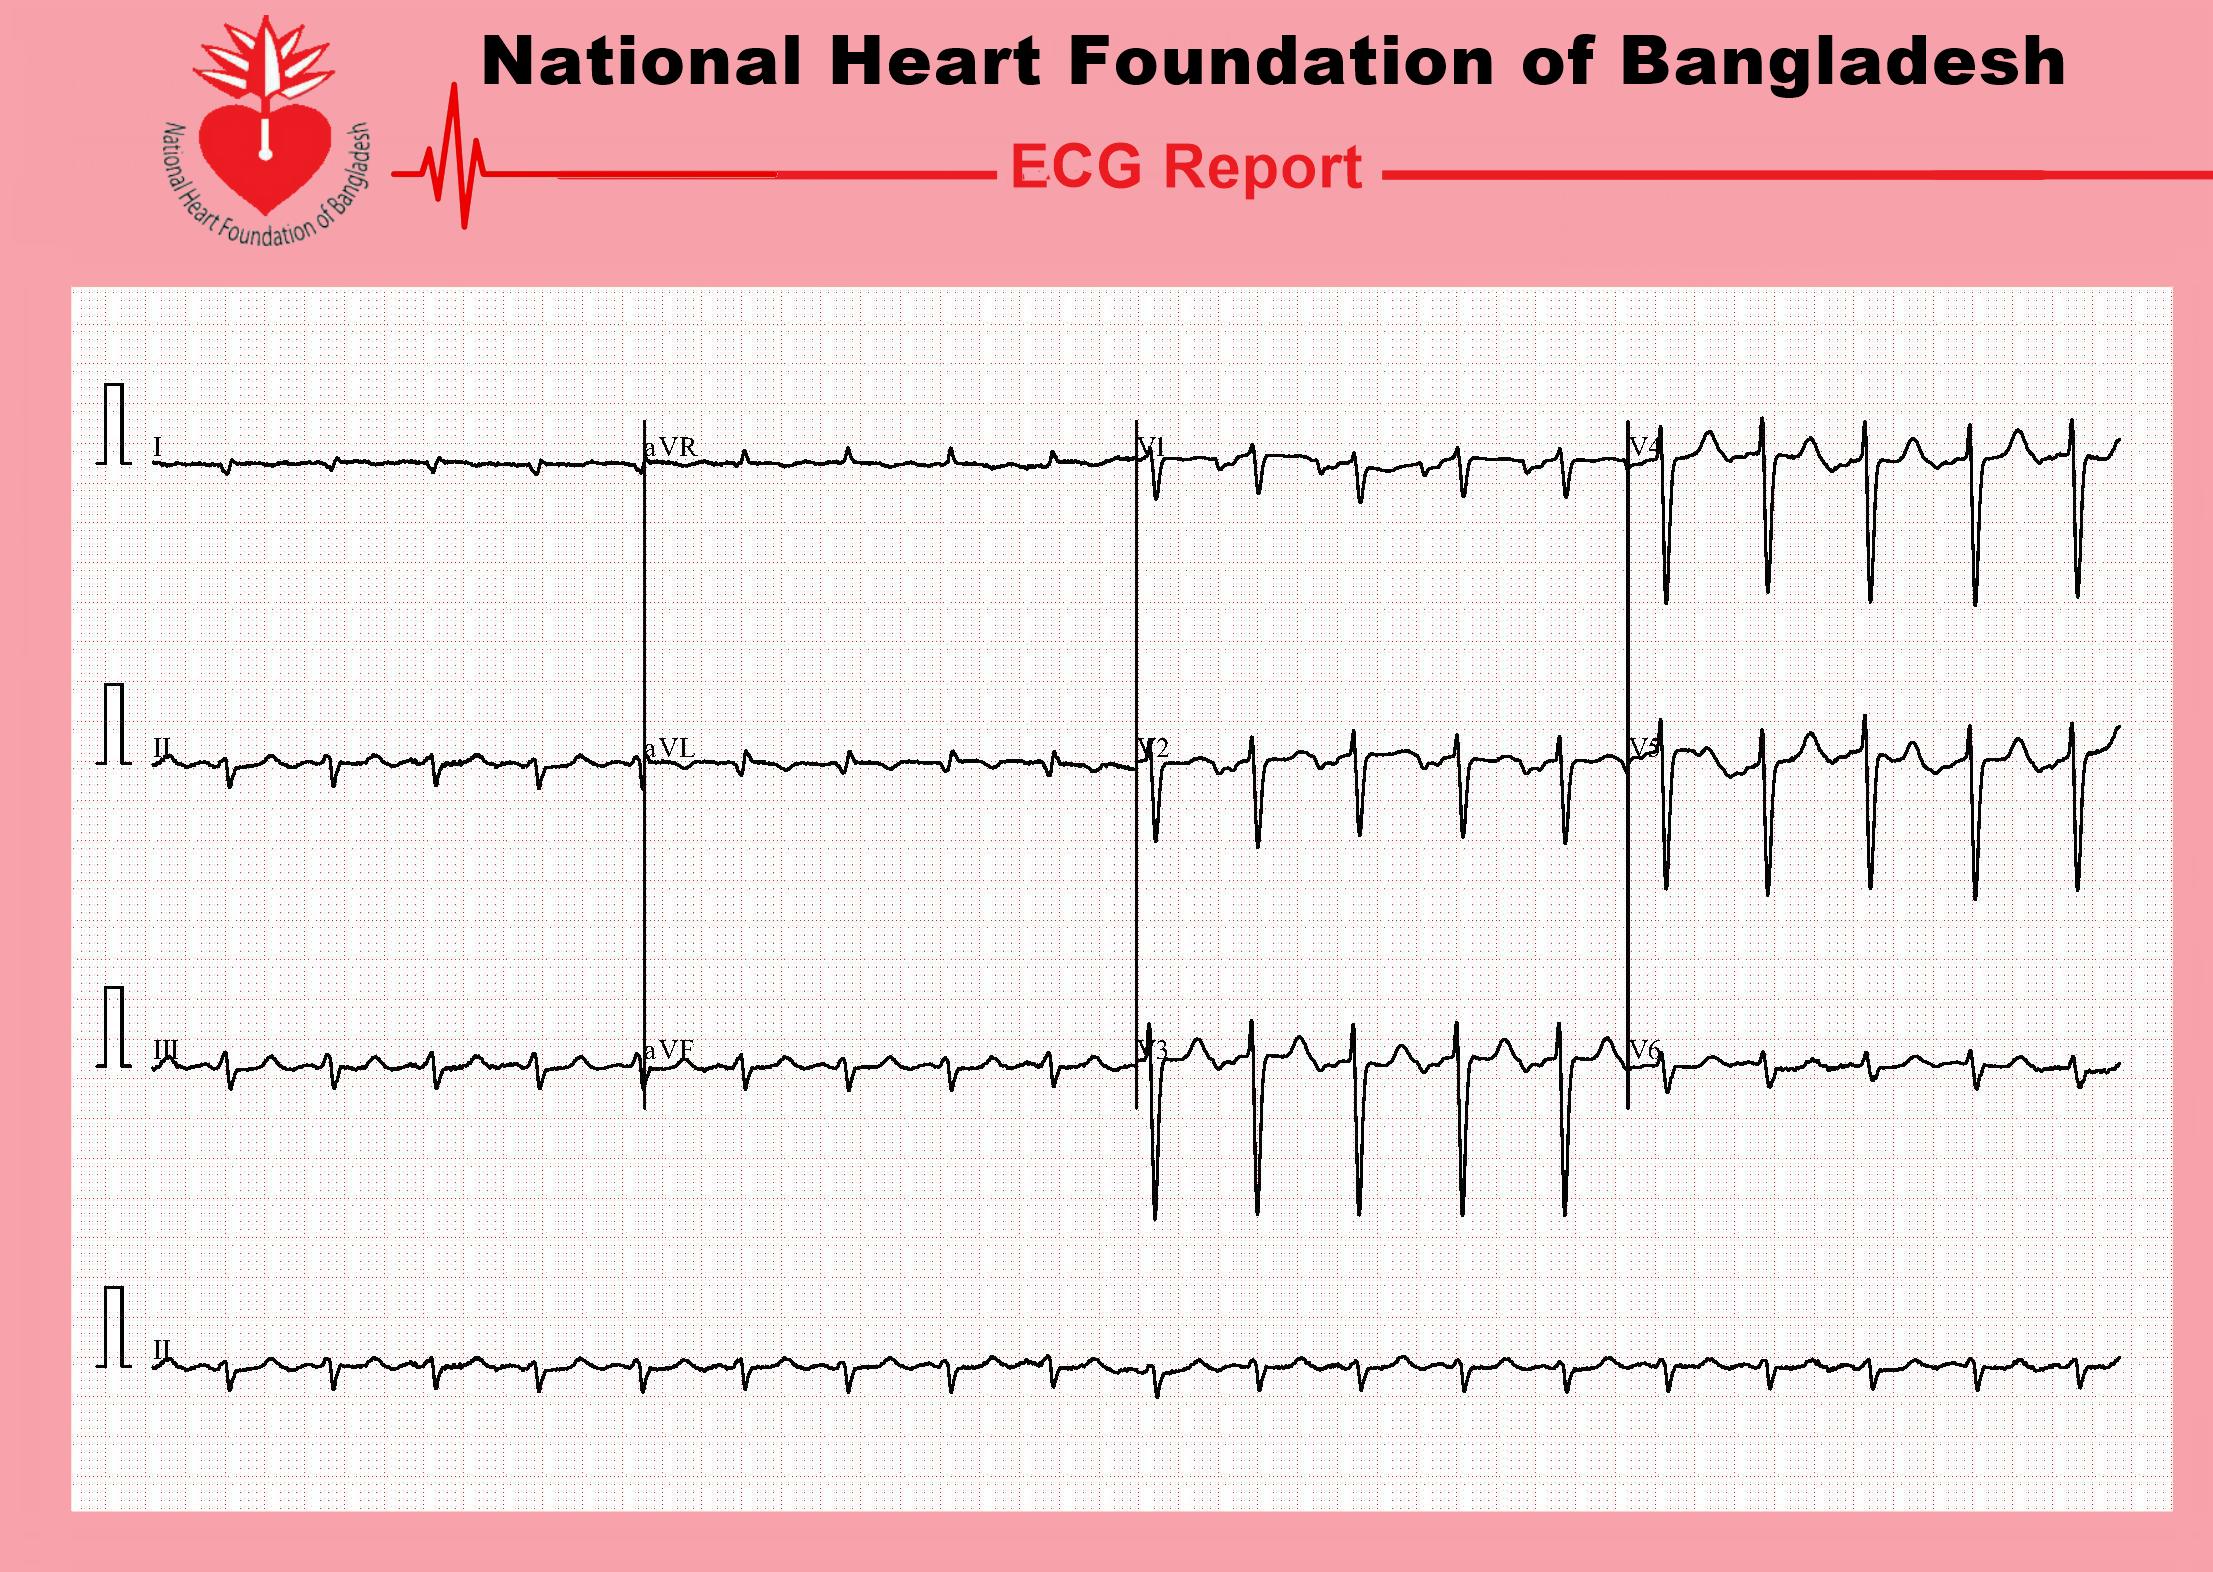 National Heart Foundation of Bangladesh
National Heart Foundation of Bangladesh
ECG Report
I
aVR
V1
V4
II
aVL
V2
V5
III
aVF
V3
V6
II